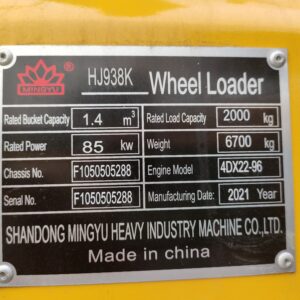 MINGYU ® HJ938K Wheel Loader
Rated Bucket Capacity 1.4 m³ Rated Load Capacity 2000 kg
Rated Power 85 kw Weight 6700 kg
Chassis No. F1050505288 Engine Model 4DX22-96
Serial No. F1050505288 Manufacturing Date: 2021 Year
SHANDONG MINGYU HEAVY INDUSTRY MACHINE CO.,LTD.
Made in china